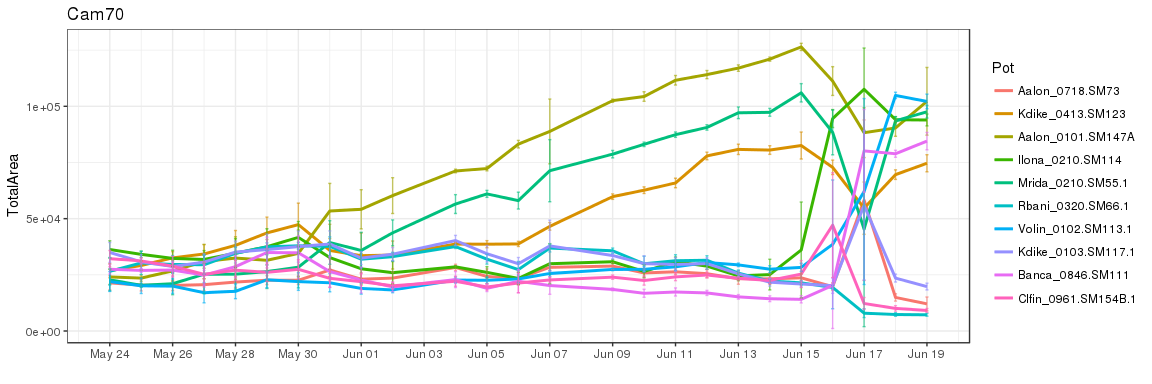 Cam70
TotalArea
1e+05
5e+04
0e+00
May 24 May 26 May 28 May 30 Jun 01 Jun 03 Jun 05 Jun 07 Jun 09 Jun 11 Jun 13 Jun 15 Jun 17 Jun 19
Pot
Aalon_0718.SM73
Kdike_0413.SM123
Aalon_0101.SM147A
Ilona_0210.SM114
Mrida_0210.SM55.1
Rbani_0320.SM66.1
Volin_0102.SM113.1
Kdike_0103.SM117.1
Banca_0846.SM111
Clfin_0961.SM154B.1